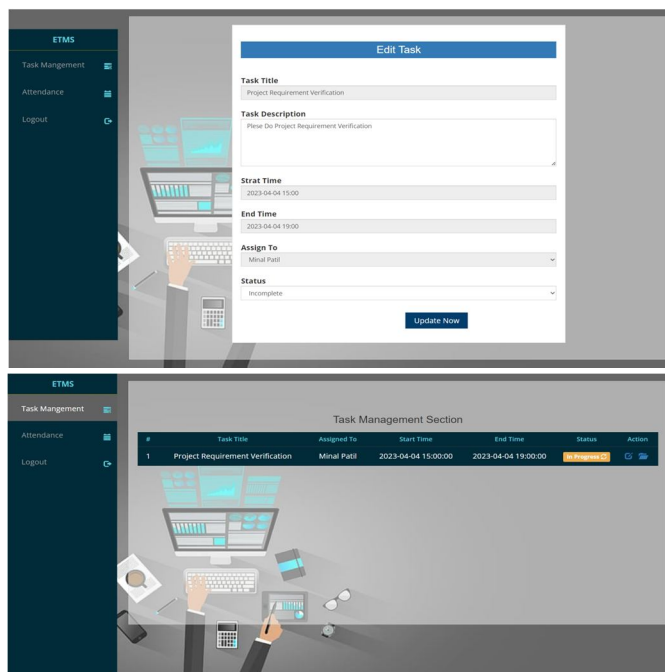 ETMS
Task Mangement
Attendance
Logout
Edit Task
Task Title
Project Requirement Verification
Task Description
Plese Do Project Requirement Verification
Strat Time
2023-04-04 15:00
End Time
2023-04-04 19:00
Assign To
Minal Patil
Status
Incomplete
Update Now
ETMS
Task Mangement
Attendance
Logout
Task Management Section
# Task Title Assigned To Start Time End Time Status Action
1 Project Requirement Verification Minal Patil 2023-04-04 15:00:00 2023-04-04 19:00:00 In Progress